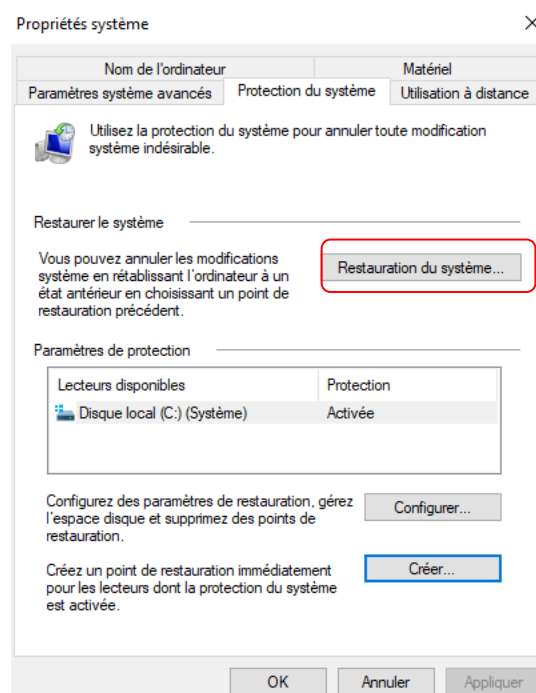 Propriétés système
Nom de l'ordinateur Matériel
Paramètres système avancés Protection du système Utilisation à distance
Utilisez la protection du système pour annuler toute modification
système indésirable.
Restaurer le système
Vous pouvez annuler les modifications
système en rétablissant l'ordinateur à un
état antérieur en choisissant un point de
restauration précédent.
Restauration du système...
Paramètres de protection
Lecteurs disponibles Protection
Disque local (C:) (Système) Activée
Configurez des paramètres de restauration, gérez
l'espace disque et supprimez des points de
restauration.
Configurer...
Créez un point de restauration immédiatement
pour les lecteurs dont la protection du système
est activée.
Créer...
OK Annuler Appliquer